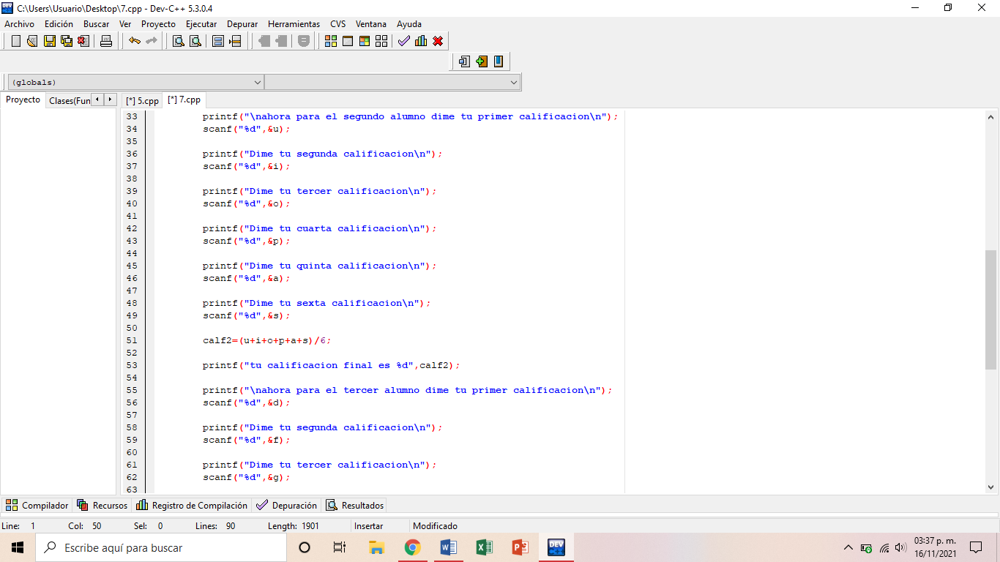 C:\Users\Usuario\Desktop\7.cpp - Dev-C++ 5.3.0.4
Archivo Edición Buscar Ver Proyecto Ejecutar Depurar Herramientas CVS Ventana Ayuda
(globals)
Proyecto Clases(Fun [*] 5.cpp [*] 7.cpp
33 printf("\nahora para el segundo alumno dime tu primer calificacion\n");
34 scanf("%d",&u);
35
36 printf("Dime tu segunda calificacion\n");
37 scanf("%d",&i);
38
39 printf("Dime tu tercer calificacion\n");
40 scanf("%d",&o);
41
42 printf("Dime tu cuarta calificacion\n");
43 scanf("%d",&p);
44
45 printf("Dime tu quinta calificacion\n");
46 scanf("%d",&a);
47
48 printf("Dime tu sexta calificacion\n");
49 scanf("%d",&s);
50
51 calf2=(u+i+o+p+a+s)/6;
52
53 printf("tu calificacion final es %d",calf2);
54
55 printf("\nahora para el tercer alumno dime tu primer calificacion\n");
56 scanf("%d",&d);
57
58 printf("Dime tu segunda calificacion\n");
59 scanf("%d",&f);
60
61 printf("Dime tu tercer calificacion\n");
62 scanf("%d",&g);
63
Compilador Recursos Registro de Compilación Depuración Resultados
Line: 1 Col: 50 Sel: 0 Lines: 90 Length: 1901 Insertar Modificado
Escribe aquí para buscar
DEV
03:37 p. m.
16/11/2021